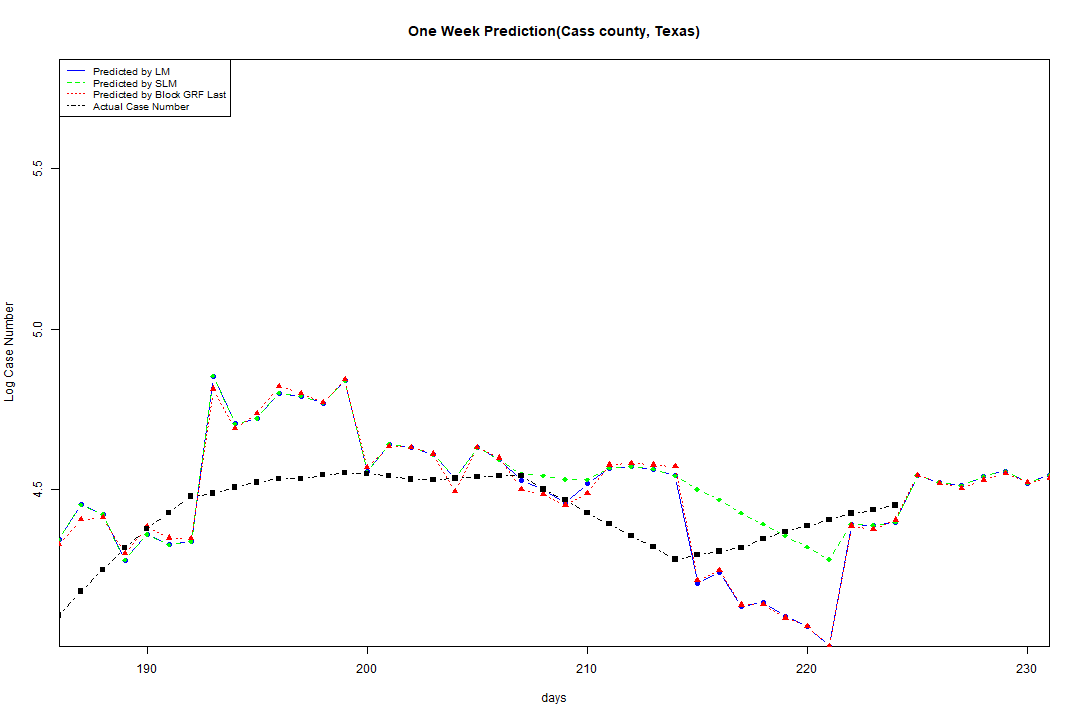 One Week Prediction(Cass county, Texas)
Predicted by LM
Predicted by SLM
Predicted by Block GRF Last
Actual Case Number
5.5
5.0
4.5
Log Case Number
190 200 210 220 230
days